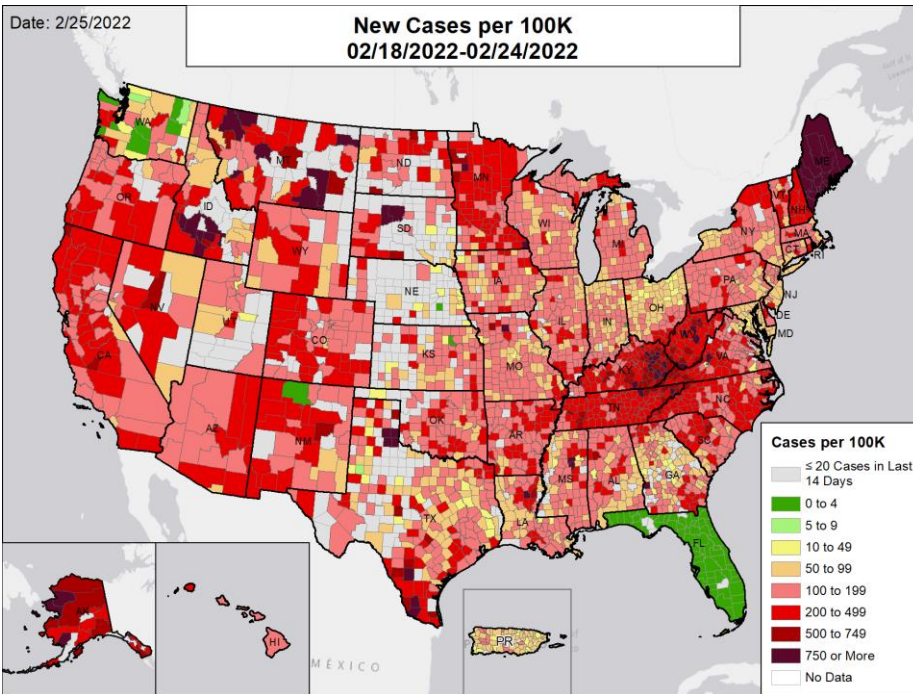 Date: 2/25/2022
New Cases per 100K
02/18/2022-02/24/2022
WA
MT
ND
MN
ME
OR
ID
SD
WI
MI
NY
VT
NH
MA
CT
RI
WY
NE
IA
PA
NJ
NV
UT
CO
KS
MO
IL
IN
OH
WV
DE
MD
VA
KY
CA
AZ
NM
OK
AR
TN
NC
SC
TX
LA
MS
AL
GA
FL
AK
HI
PR
MEXICO
Cases per 100K
≤ 20 Cases in Last
14 Days
0 to 4
5 to 9
10 to 49
50 to 99
100 to 199
200 to 499
500 to 749
750 or More
No Data